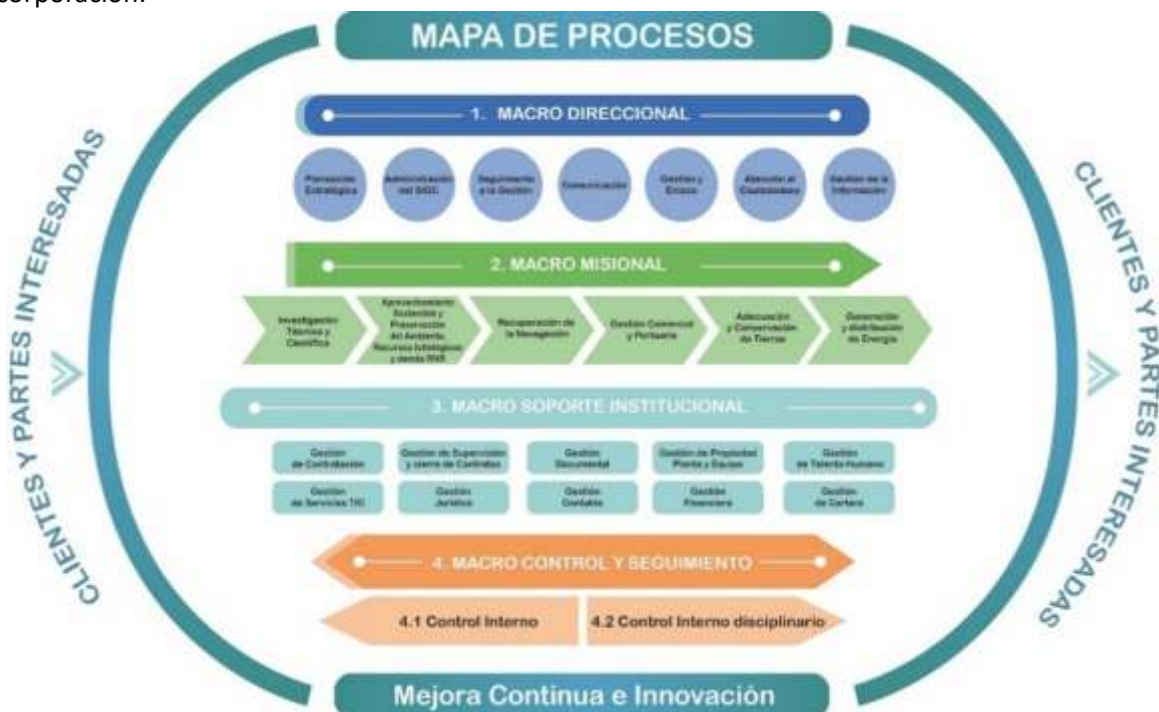 corporación.
MAPA DE PROCESOS
CLIENTES Y PARTES INTERESADAS
CLIENTES Y PARTES INTERESADAS
1. MACRO DIRECCIONAL
Planeación
Estratégica
Administración
del SIGC
Seguimiento
a la Gestión
Comunicación
Gestión y
Enlace
Atención al
Ciudadano
Gestión de la
Información
2. MACRO MISIONAL
Investigación
Técnica y
Científica
Aprovechamiento
Sostenible y
Preservación
del Ambiente,
Recursos Ictiológicos
y demás RNR
Recuperación de
la Navegación
Gestión Comercial
y Portuaria
Adecuación
y Conservación
de Tierras
Generación
y distribución
de Energía
3. MACRO SOPORTE INSTITUCIONAL
Gestión
de Contratación
Gestión de Supervisión
y cierre de Contratos
Gestión
Documental
Gestión de Propiedad
Planta y Equipo
Gestión
de Talento Humano
Gestión
de Servicios TIC
Gestión
Jurídica
Gestión
Contable
Gestión
Financiera
Gestión
de Cartera
4. MACRO CONTROL Y SEGUIMIENTO
4.1 Control Interno
4.2 Control Interno disciplinario
Mejora Continua e Innovación